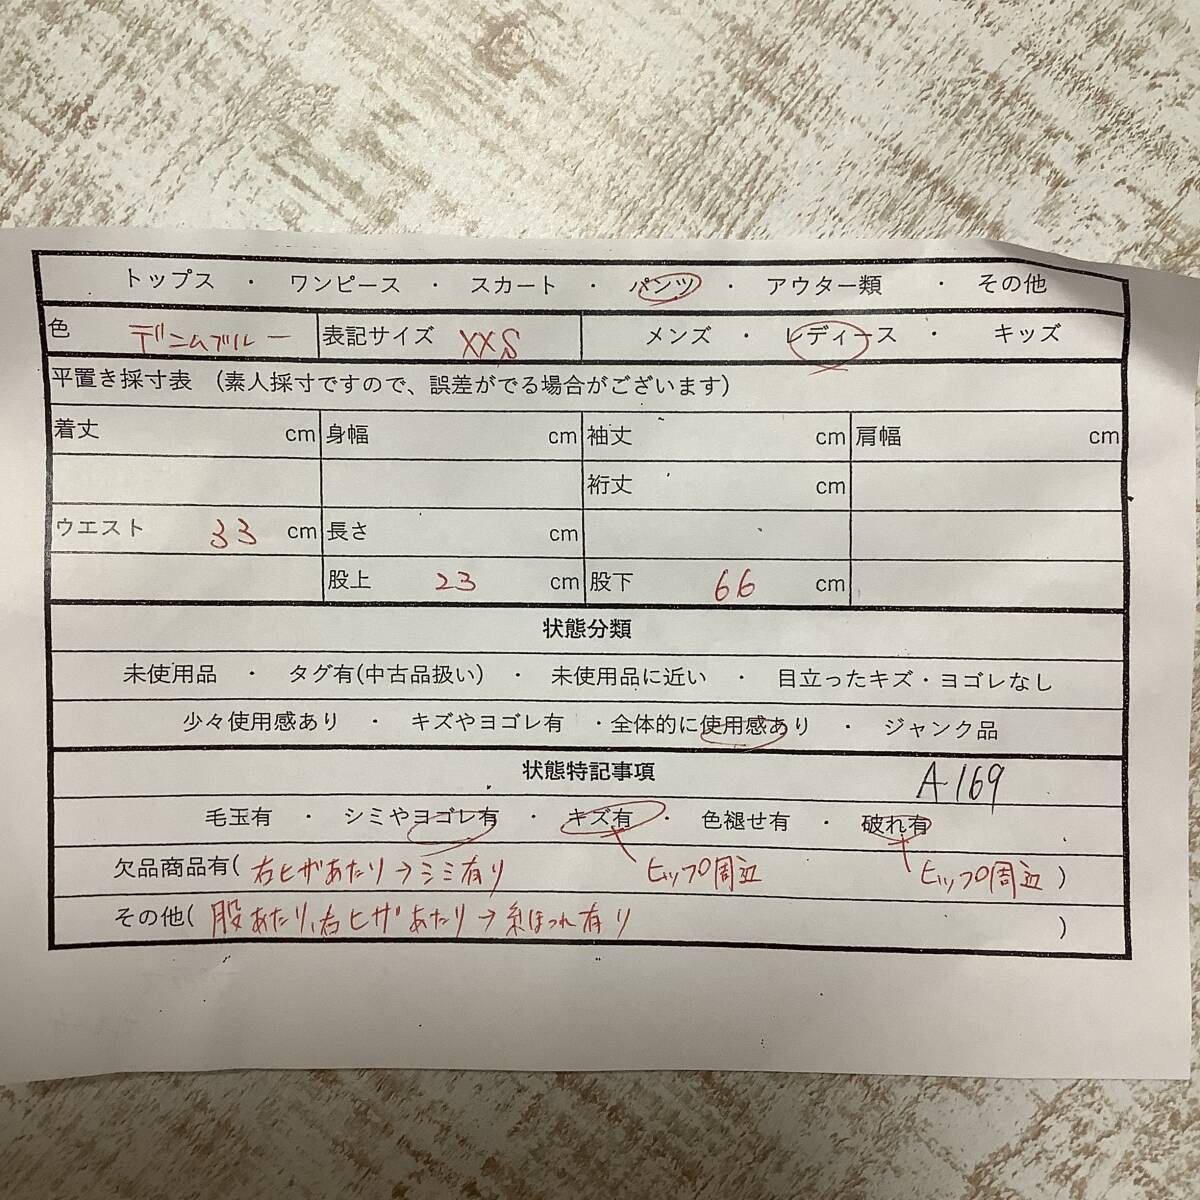 トップス ・ ワンピース ・ スカート ・ パンツ ・ アウター類 ・ その他
色 デニムブルー 表記サイズ XXS メンズ ・ レディース ・ キッズ
平置き採寸表 （素人採寸ですので、誤差がでる場合がございます）
着丈 cm 身幅 cm 袖丈 cm 肩幅 cm
裄丈 cm
ウエスト 33 cm 長さ cm
股上 23 cm 股下 66 cm
状態分類
未使用品 ・ タグ有(中古品扱い) ・ 未使用品に近い ・ 目立ったキズ・ヨゴレなし
少々使用感あり ・ キズやヨゴレ有 ・全体的に使用感あり ・ ジャンク品
状態特記事項 A-169
毛玉有 ・ シミやヨゴレ有 ・ キズ有 ・ 色褪せ有 ・ 破れ有
欠品商品有( 右ヒザあたり→シミ有り ヒップ周辺 ヒップ周辺 )
その他( 股あたり、右ヒザあたり→糸ほつれ有り )